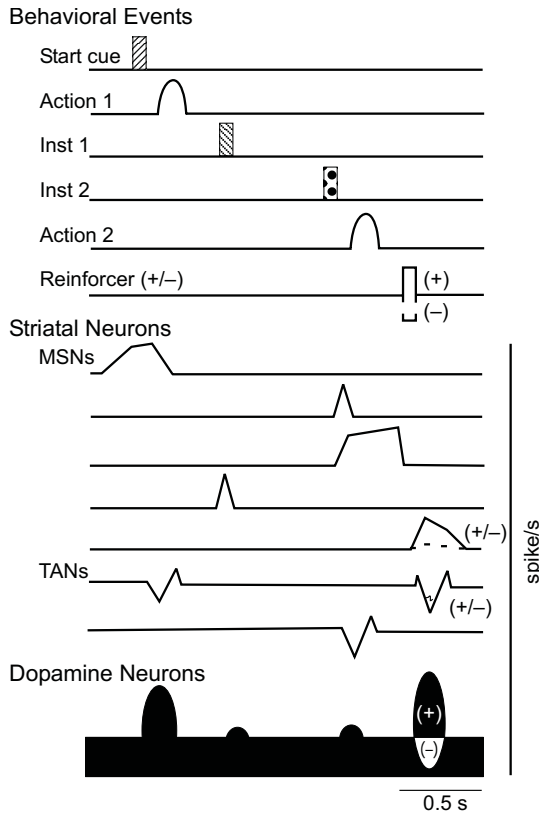 Behavioral Events
Start cue
Action 1
Inst 1
Inst 2
Action 2
Reinforcer (+/–)
(+)
(–)
Striatal Neurons
MSNs
(+/–)
TANs
(+/–)
spike/s
Dopamine Neurons
(+)
(–)
0.5 s